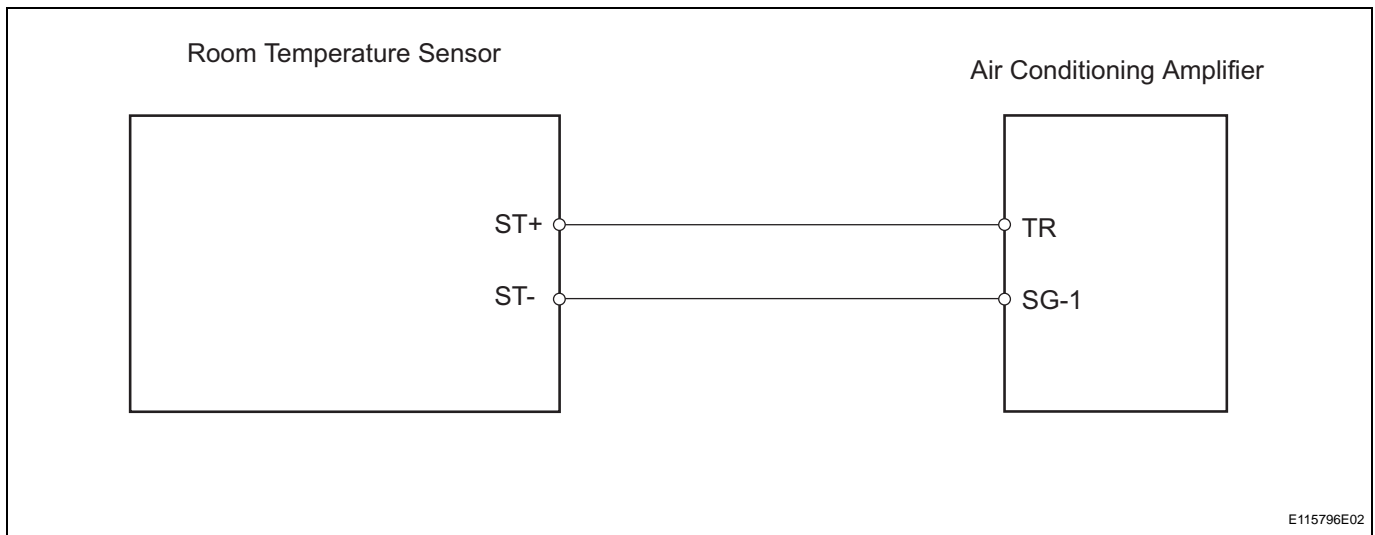 Room Temperature Sensor
Air Conditioning Amplifier
ST+
TR
ST-
SG-1
E115796E02